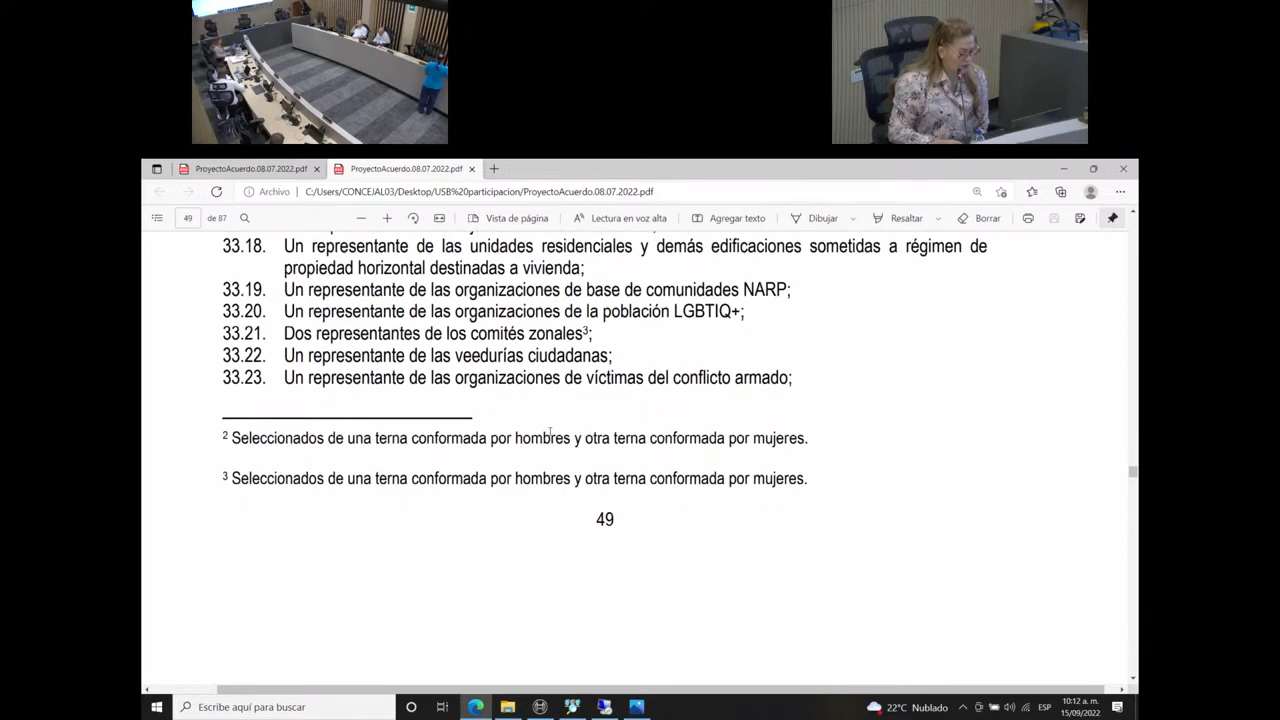 ProyectoAcuerdo.08.07.2022.pdf
ProyectoAcuerdo.08.07.2022.pdf
Archivo C:/Users/CONCEJAL03/Desktop/USB%20participacion/ProyectoAcuerdo.08.07.2022.pdf
49 de 87 Vista de página Lectura en voz alta Agregar texto Dibujar Resaltar Borrar
33.18. Un representante de las unidades residenciales y demás edificaciones sometidas a régimen de
propiedad horizontal destinadas a vivienda;
33.19. Un representante de las organizaciones de base de comunidades NARP;
33.20. Un representante de las organizaciones de la población LGBTIQ+;
33.21. Dos representantes de los comités zonales³;
33.22. Un representante de las veedurías ciudadanas;
33.23. Un representante de las organizaciones de víctimas del conflicto armado;
² Seleccionados de una terna conformada por hombres y otra terna conformada por mujeres.
³ Seleccionados de una terna conformada por hombres y otra terna conformada por mujeres.
49
Escribe aquí para buscar
22°C Nublado
ESP
10:12 a. m.
15/09/2022